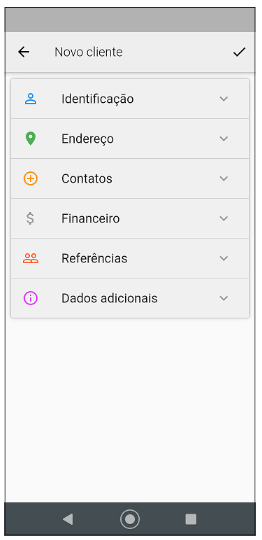 Novo cliente
Identificação
Endereço
Contatos
Financeiro
Referências
Dados adicionais